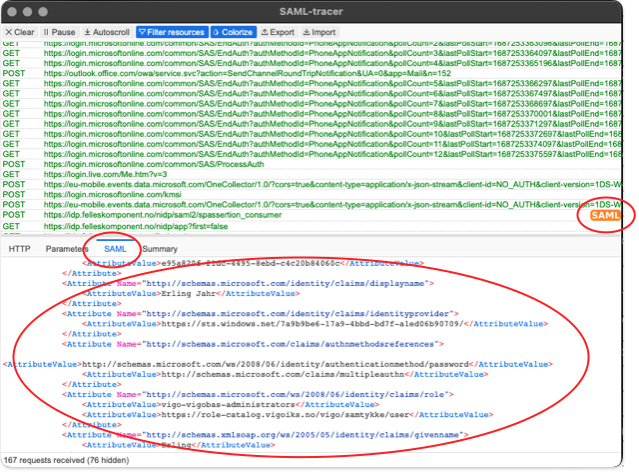 SAML-tracer
Clear Pause Autoscroll Filter resources Colorize Export Import
GET https://login.microsoftonline.com/common/SAS/EndAuth?authMethodId=PhoneAppNotification&pollCount=2&lastPollStart=1687253363098&lastPollEnd=1687
GET https://login.microsoftonline.com/common/SAS/EndAuth?authMethodId=PhoneAppNotification&pollCount=3&lastPollStart=1687253364097&lastPollEnd=1687
GET https://login.microsoftonline.com/common/SAS/EndAuth?authMethodId=PhoneAppNotification&pollCount=4&lastPollStart=1687253365196&lastPollEnd=1687
POST https://outlook.office.com/owa/service.svc?action=SendChannelRoundTripNotification&UA=0&app=Mail&n=152
GET https://login.microsoftonline.com/common/SAS/EndAuth?authMethodId=PhoneAppNotification&pollCount=5&lastPollStart=1687253366297&lastPollEnd=1687
GET https://login.microsoftonline.com/common/SAS/EndAuth?authMethodId=PhoneAppNotification&pollCount=6&lastPollStart=1687253367497&lastPollEnd=1687
GET https://login.microsoftonline.com/common/SAS/EndAuth?authMethodId=PhoneAppNotification&pollCount=7&lastPollStart=1687253368697&lastPollEnd=1687
GET https://login.microsoftonline.com/common/SAS/EndAuth?authMethodId=PhoneAppNotification&pollCount=8&lastPollStart=1687253370001&lastPollEnd=1687
GET https://login.microsoftonline.com/common/SAS/EndAuth?authMethodId=PhoneAppNotification&pollCount=9&lastPollStart=1687253371297&lastPollEnd=1687
GET https://login.microsoftonline.com/common/SAS/EndAuth?authMethodId=PhoneAppNotification&pollCount=10&lastPollStart=1687253372697&lastPollEnd=168
GET https://login.microsoftonline.com/common/SAS/EndAuth?authMethodId=PhoneAppNotification&pollCount=11&lastPollStart=1687253374097&lastPollEnd=168
GET https://login.microsoftonline.com/common/SAS/EndAuth?authMethodId=PhoneAppNotification&pollCount=12&lastPollStart=1687253375597&lastPollEnd=168
POST https://login.microsoftonline.com/common/SAS/ProcessAuth
GET https://login.live.com/Me.htm?v=3
POST https://eu-mobile.events.data.microsoft.com/OneCollector/1.0/?cors=true&content-type=application/x-json-stream&client-id=NO_AUTH&client-version=1DS-W
POST https://login.microsoftonline.com/kmsi
POST https://eu-mobile.events.data.microsoft.com/OneCollector/1.0/?cors=true&content-type=application/x-json-stream&client-id=NO_AUTH&client-version=1DS-W
POST https://idp.felleskomponent.no/nidp/saml2/spassertion_consumer SAML
GET https://idp.felleskomponent.no/nidp/app?first=false
HTTP Parameters SAML Summary
-4495-8ebd-c4c20b84060c</AttributeValue>
</Attribute>
<Attribute Name="http://schemas.microsoft.com/identity/claims/displayname">
<AttributeValue>Erling Jahr</AttributeValue>
</Attribute>
<Attribute Name="http://schemas.microsoft.com/identity/claims/identityprovider">
<AttributeValue>https://sts.windows.net/7a9b9be6-17a9-4bbd-bd7f-a1ed06b90709/</AttributeValue>
</Attribute>
<Attribute Name="http://schemas.microsoft.com/claims/authnmethodsreferences">
<AttributeValue>http://schemas.microsoft.com/ws/2008/06/identity/authenticationmethod/password</AttributeValue>
<AttributeValue>http://schemas.microsoft.com/claims/multipleauthn</AttributeValue>
</Attribute>
<Attribute Name="http://schemas.microsoft.com/ws/2008/06/identity/claims/role">
<AttributeValue>vigo-vigobas-administrators</AttributeValue>
<AttributeValue>https://role-catalog.vigoiks.no/vigo/samtykke/user</AttributeValue>
</Attribute>
<Attribute Name="http://schemas.xmlsoap.org/ws/2005/05/identity/claims/givenname">
<AttributeValue>Erling</AttributeValue>
167 requests received (76 hidden)